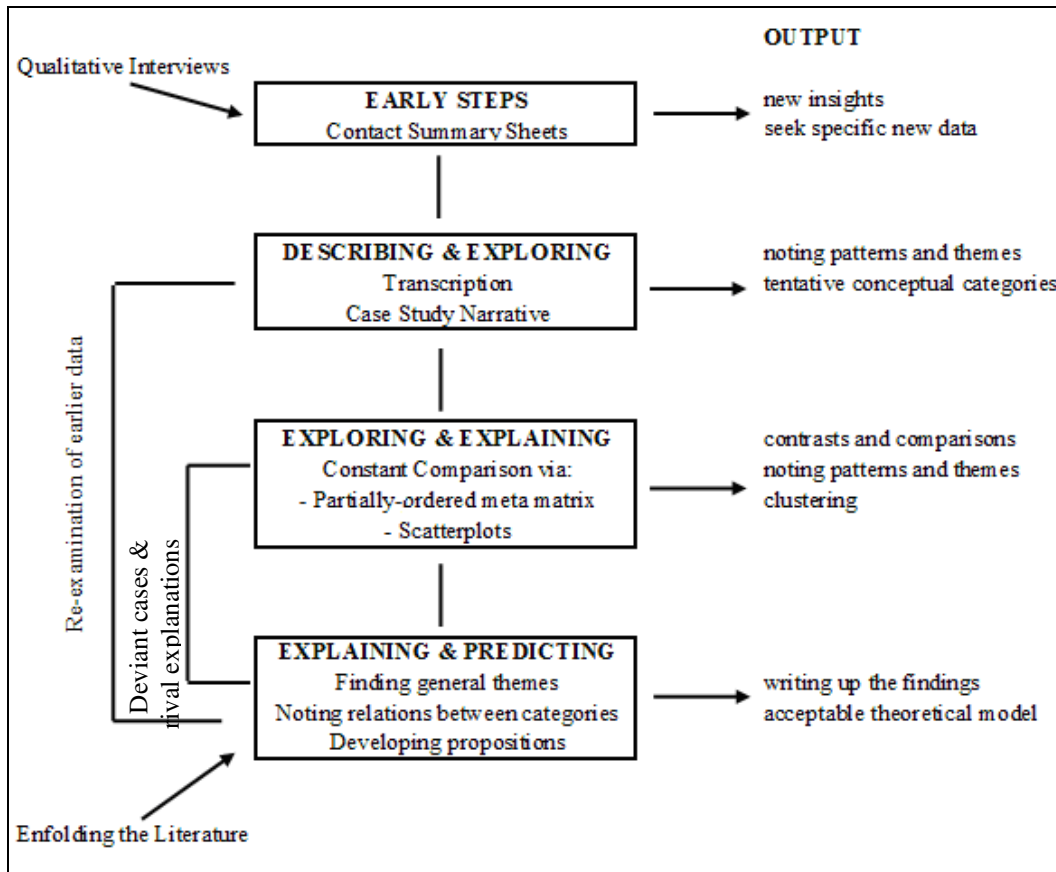 OUTPUT
Qualitative Interviews
EARLY STEPS
Contact Summary Sheets
new insights
seek specific new data
DESCRIBING & EXPLORING
Transcription
Case Study Narrative
noting patterns and themes
tentative conceptual categories
Re-examination of earlier data
Deviant cases &
rival explanations
EXPLORING & EXPLAINING
Constant Comparison via:
- Partially-ordered meta matrix
- Scatterplots
contrasts and comparisons
noting patterns and themes
clustering
EXPLAINING & PREDICTING
Finding general themes
Noting relations between categories
Developing propositions
writing up the findings
acceptable theoretical model
Enfolding the Literature